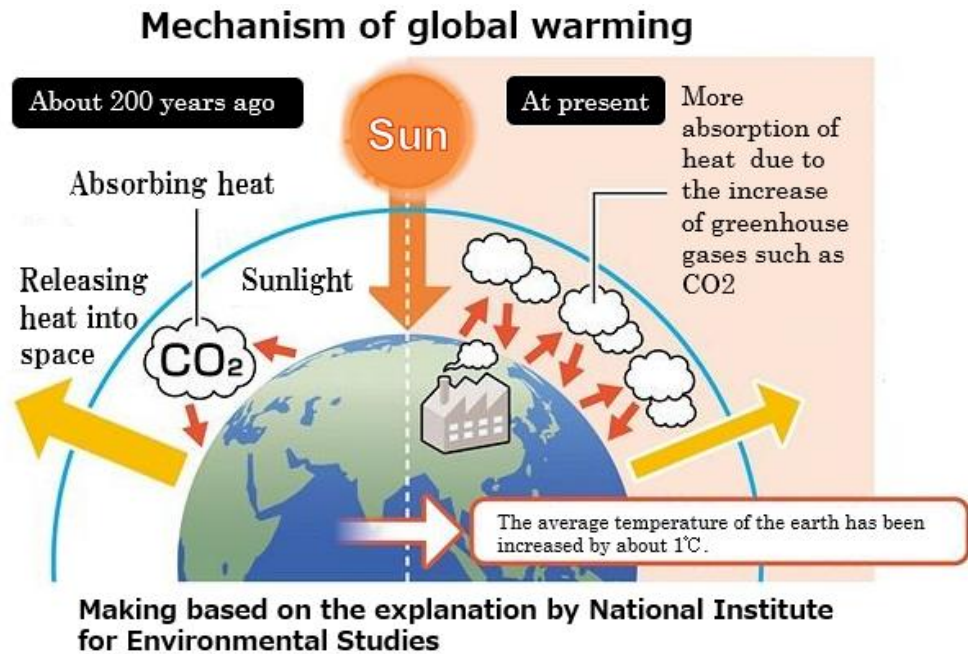 Mechanism of global warming
About 200 years ago
Sun
At present
More
absorption of
heat due to
the increase
of greenhouse
gases such as
CO2
Absorbing heat
Releasing
heat into
space
Sunlight
CO₂
The average temperature of the earth has been
increased by about 1℃.
Making based on the explanation by National Institute
for Environmental Studies